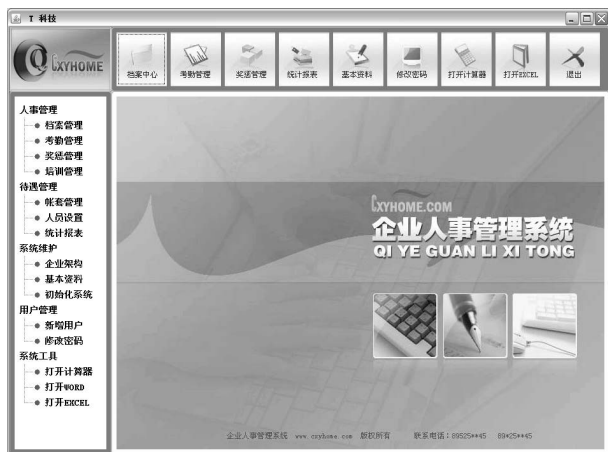 T 科技
CXYHOME
档案中心 考勤管理 奖惩管理 统计报表 基本资料 修改密码 打开计算器 打开EXCEL 退出
人事管理
档案管理
考勤管理
奖惩管理
培训管理
待遇管理
帐套管理
人员设置
统计报表
系统维护
企业架构
基本资料
初始化系统
用户管理
新增用户
修改密码
系统工具
打开计算器
打开WORD
打开EXCEL
CXYHOME.COM
企业人事管理系统
QI YE GUAN LI XI TONG
企业人事管理系统 www.cxyhome.com 版权所有 联系电话：89525**45 89*25**45